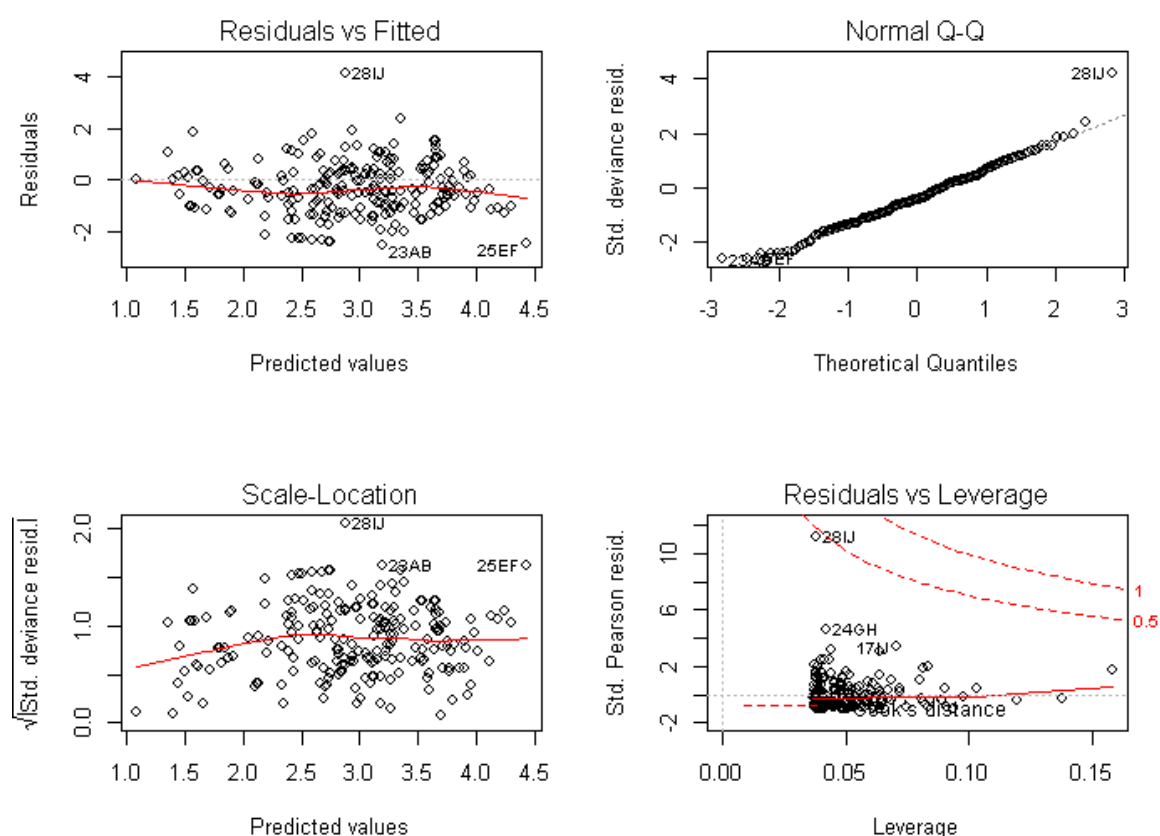 Residuals vs Fitted
Residuals
4
2
0
-2
28IJ
23AB
25EF
1.0 1.5 2.0 2.5 3.0 3.5 4.0 4.5
Predicted values
Normal Q-Q
Std. deviance resid.
4
2
0
-2
28IJ
-3 -2 -1 0 1 2 3
Theoretical Quantiles
Scale-Location
√|Std. deviance resid.|
2.0
1.0
0.0
28IJ
23AB
25EF
1.0 1.5 2.0 2.5 3.0 3.5 4.0 4.5
Predicted values
Residuals vs Leverage
Std. Pearson resid.
10
6
2
-2
28IJ
24GH
17IJ
1
0.5
Cook's distance
0.00 0.05 0.10 0.15
Leverage